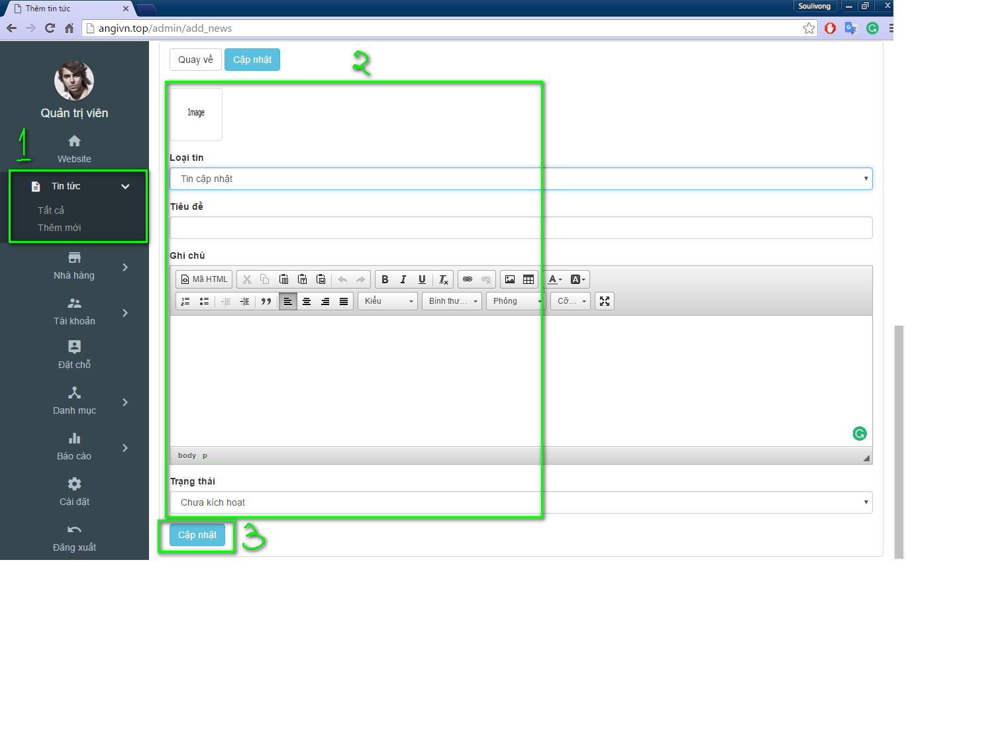 Thêm tin tức
Soulivong
angivn.top/admin/add_news
Quản trị viên
1
Website
Tin tức
Tất cả
Thêm mới
Nhà hàng
Tài khoản
Đặt chỗ
Danh mục
Báo cáo
Cài đặt
Đăng xuất
Quay về Cập nhật
2
Image
Loại tin
Tin cập nhật
Tiêu đề
Ghi chú
Mã HTML B I U Tx A A
Kiểu Bình thư... Phông Cỡ...
body p
Trạng thái
Chưa kích hoạt
Cập nhật 3